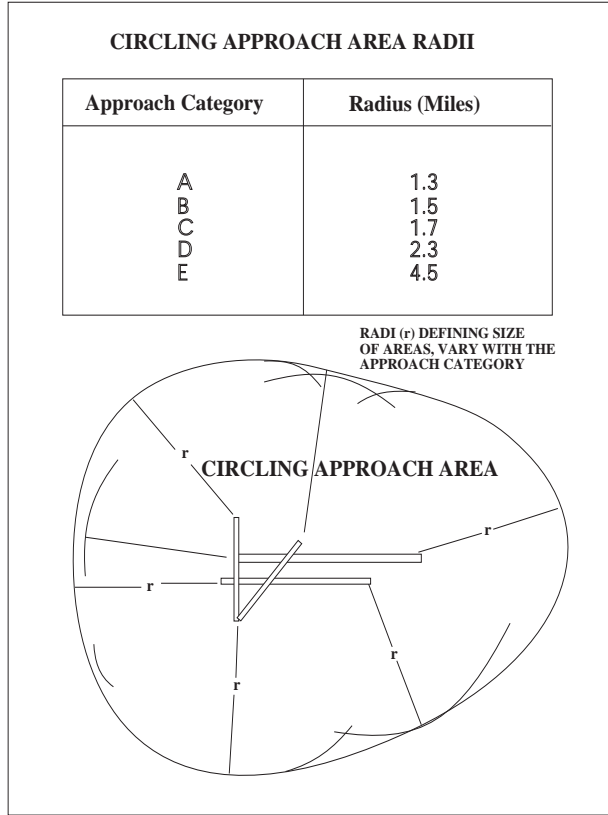 CIRCLING APPROACH AREA RADII
Approach Category Radius (Miles)
A 1.3
B 1.5
C 1.7
D 2.3
E 4.5
RADI (r) DEFINING SIZE
OF AREAS, VARY WITH THE
APPROACH CATEGORY
r
CIRCLING APPROACH AREA
r
r
r
r